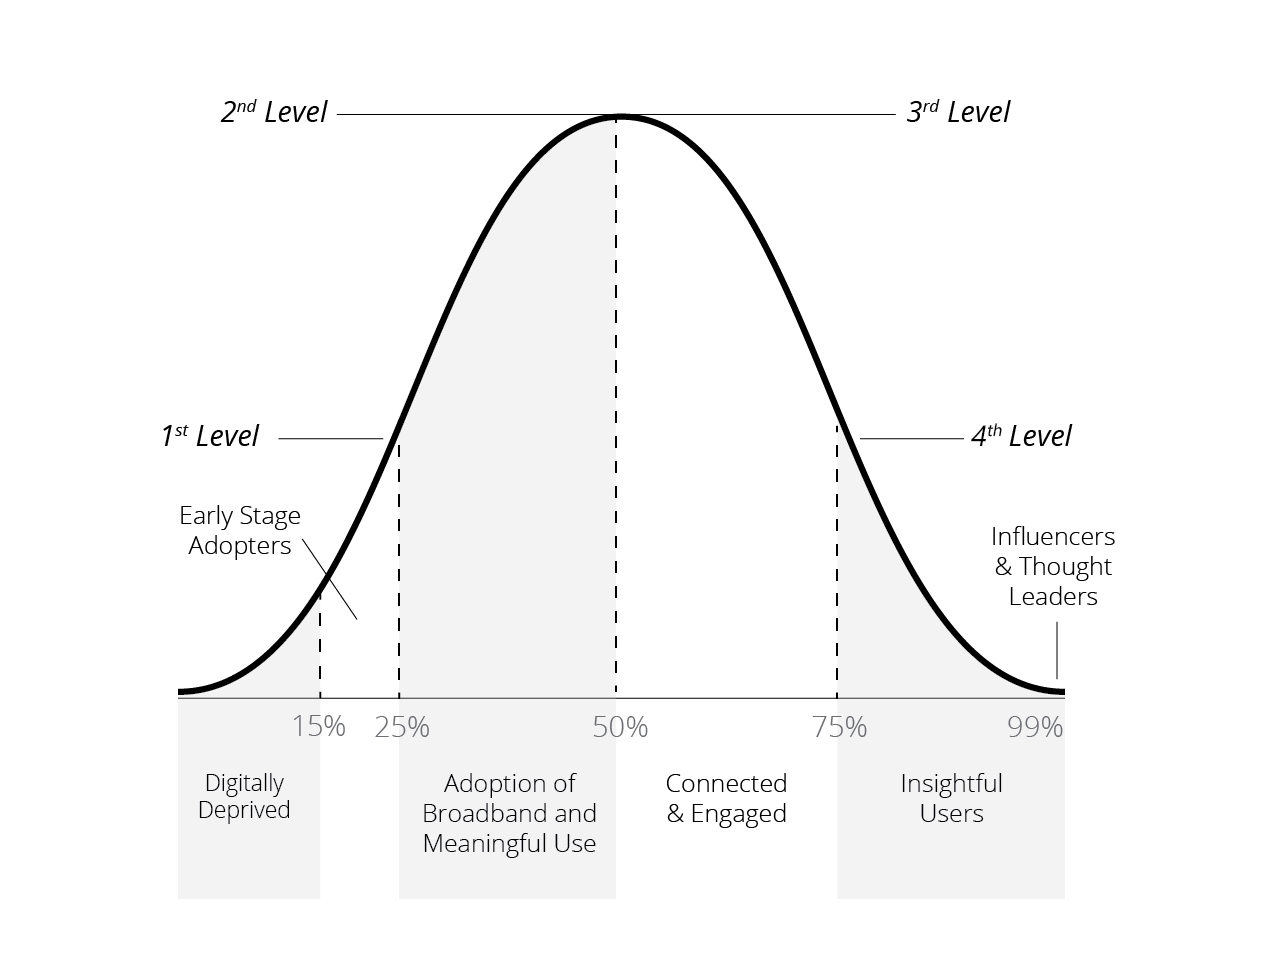 2nd Level
3rd Level
1st Level
4th Level
Early Stage
Adopters
Influencers
& Thought
Leaders
15%
25%
50%
75%
99%
Digitally
Deprived
Adoption of
Broadband and
Meaningful Use
Connected
& Engaged
Insightful
Users